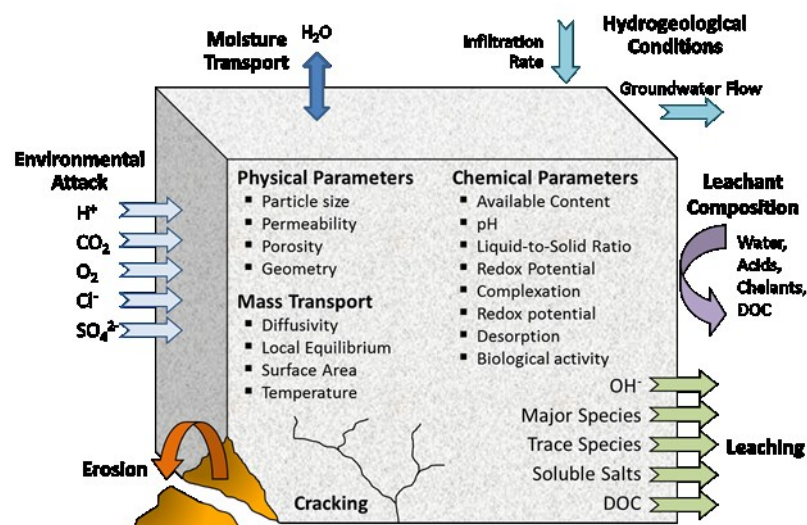 Moisture
Transport
H₂O
Infiltration
Rate
Hydrogeological
Conditions
Groundwater Flow
Environmental
Attack
H⁺
CO₂
O₂
Cl⁻
SO₄²⁻
Physical Parameters
▪ Particle size
▪ Permeability
▪ Porosity
▪ Geometry
Mass Transport
▪ Diffusivity
▪ Local Equilibrium
▪ Surface Area
▪ Temperature
Chemical Parameters
▪ Available Content
▪ pH
▪ Liquid-to-Solid Ratio
▪ Redox Potential
▪ Complexation
▪ Redox potential
▪ Desorption
▪ Biological activity
Leachant
Composition
Water,
Acids,
Chelants,
DOC
OH⁻
Major Species
Trace Species
Soluble Salts
DOC
Leaching
Erosion
Cracking